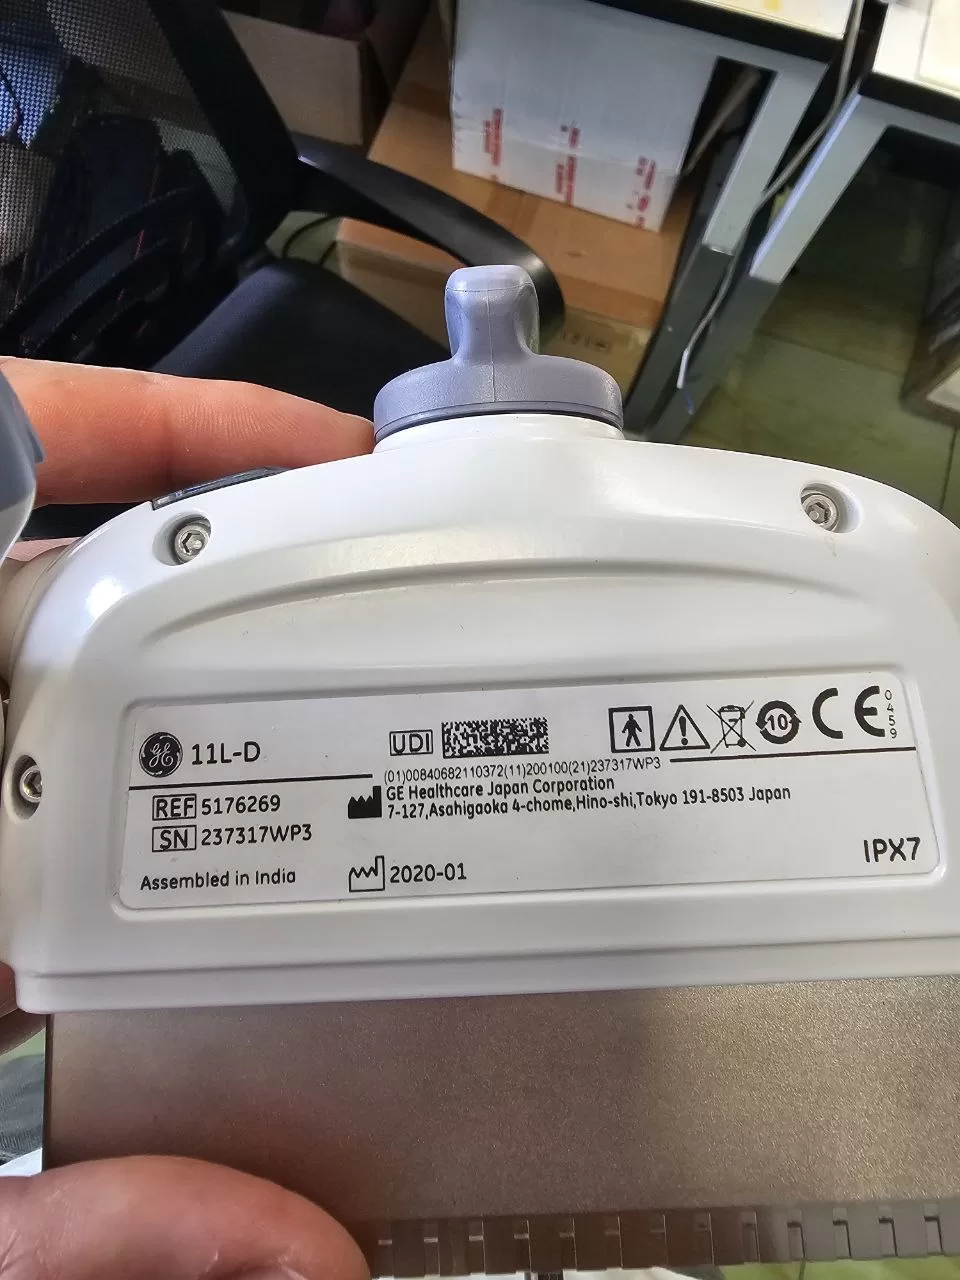 GE 11L-D
UDI
(01)00840682110372(11)200100(21)237317WP3
10
CE
0459
REF 5176269
SN 237317WP3
GE Healthcare Japan Corporation
7-127,Asahigaoka 4-chome,Hino-shi,Tokyo 191-8503 Japan
Assembled in India
2020-01
IPX7